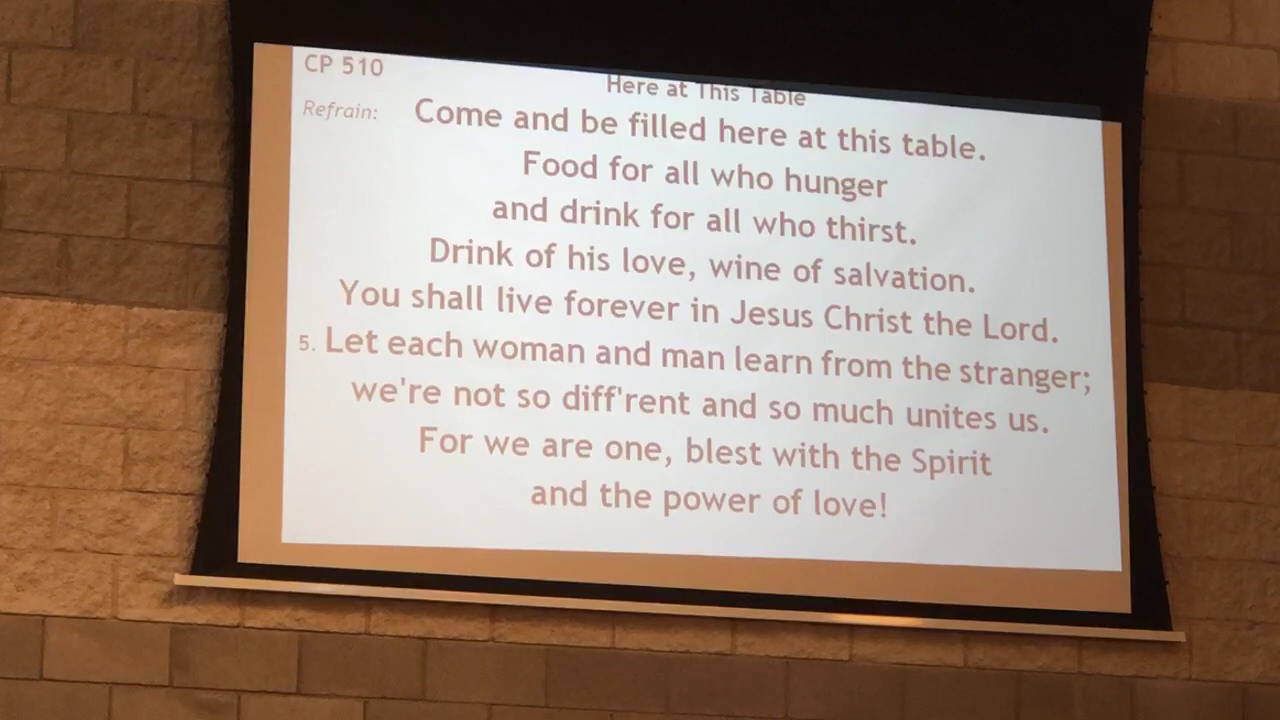 CP 510
Here at This Table
Refrain: Come and be filled here at this table.
Food for all who hunger
and drink for all who thirst.
Drink of his love, wine of salvation.
You shall live forever in Jesus Christ the Lord.
5. Let each woman and man learn from the stranger;
we're not so diff'rent and so much unites us.
For we are one, blest with the Spirit
and the power of love!